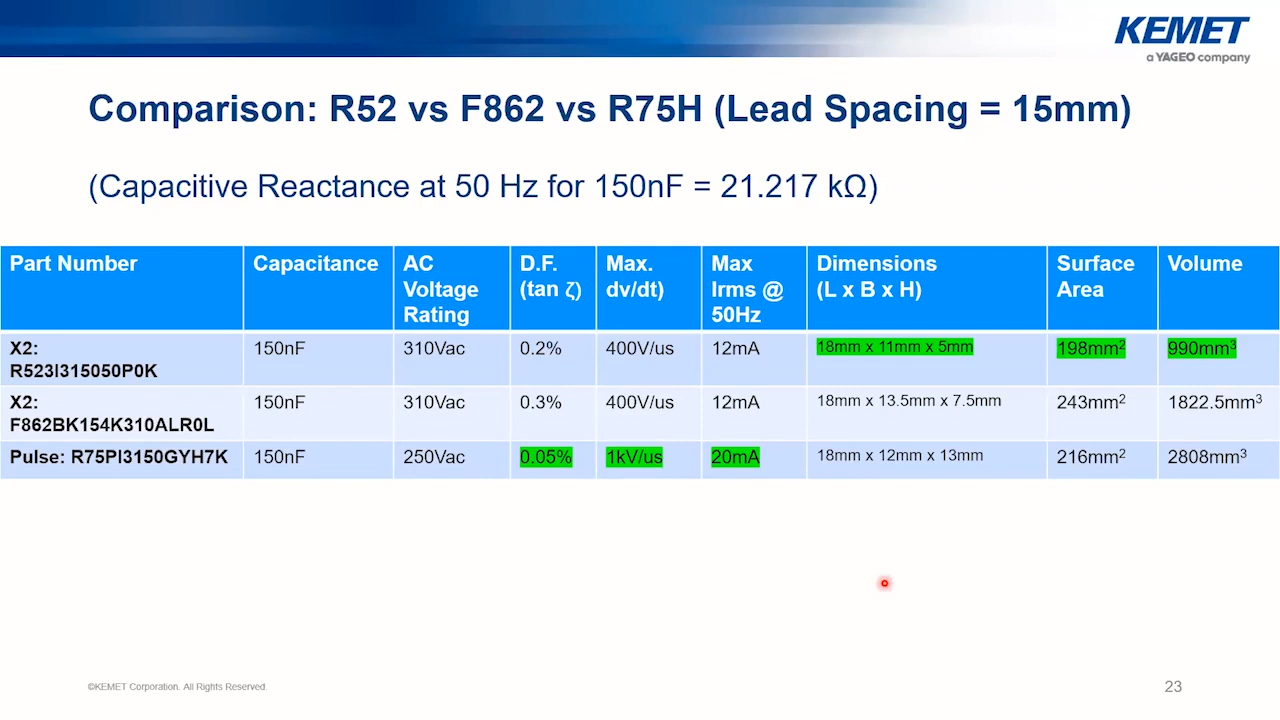 KEMET
a YAGEO company
Comparison: R52 vs F862 vs R75H (Lead Spacing = 15mm)
(Capacitive Reactance at 50 Hz for 150nF = 21.217 kΩ)
Part Number Capacitance AC Voltage Rating D.F. (tan ζ) Max. dv/dt) Max Irms @ 50Hz Dimensions (L x B x H) Surface Area Volume
X2: R523I315050P0K 150nF 310Vac 0.2% 400V/us 12mA 18mm x 11mm x 5mm 198mm² 990mm³
X2: F862BK154K310ALR0L 150nF 310Vac 0.3% 400V/us 12mA 18mm x 13.5mm x 7.5mm 243mm² 1822.5mm³
Pulse: R75PI3150GYH7K 150nF 250Vac 0.05% 1kV/us 20mA 18mm x 12mm x 13mm 216mm² 2808mm³
©KEMET Corporation. All Rights Reserved.
23